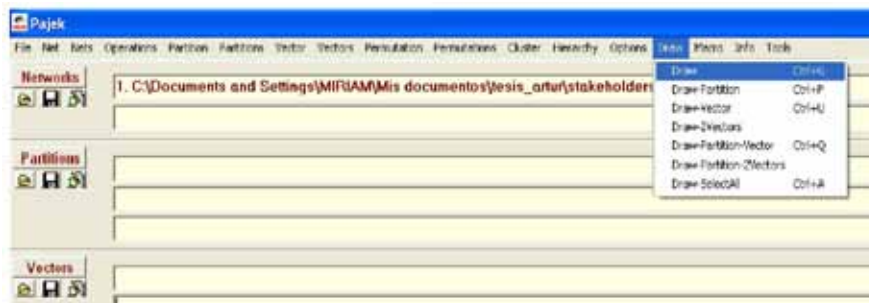 Pajek
File Net Nets Operations Partition Partitions Vector Vectors Permutation Permutations Cluster Hierarchy Options Draw Macro Info Tools
Networks
1. C:\Documents and Settings\MIRIAM\Mis documentos\tesis_artur\stakeholders
Draw Ctrl+G
Draw-Partition Ctrl+P
Draw-Vector Ctrl+U
Draw-2Vectors
Draw-Partition-Vector Ctrl+Q
Draw-Partition-2Vectors
Draw-SelectAll Ctrl+A
Partitions
Vectors